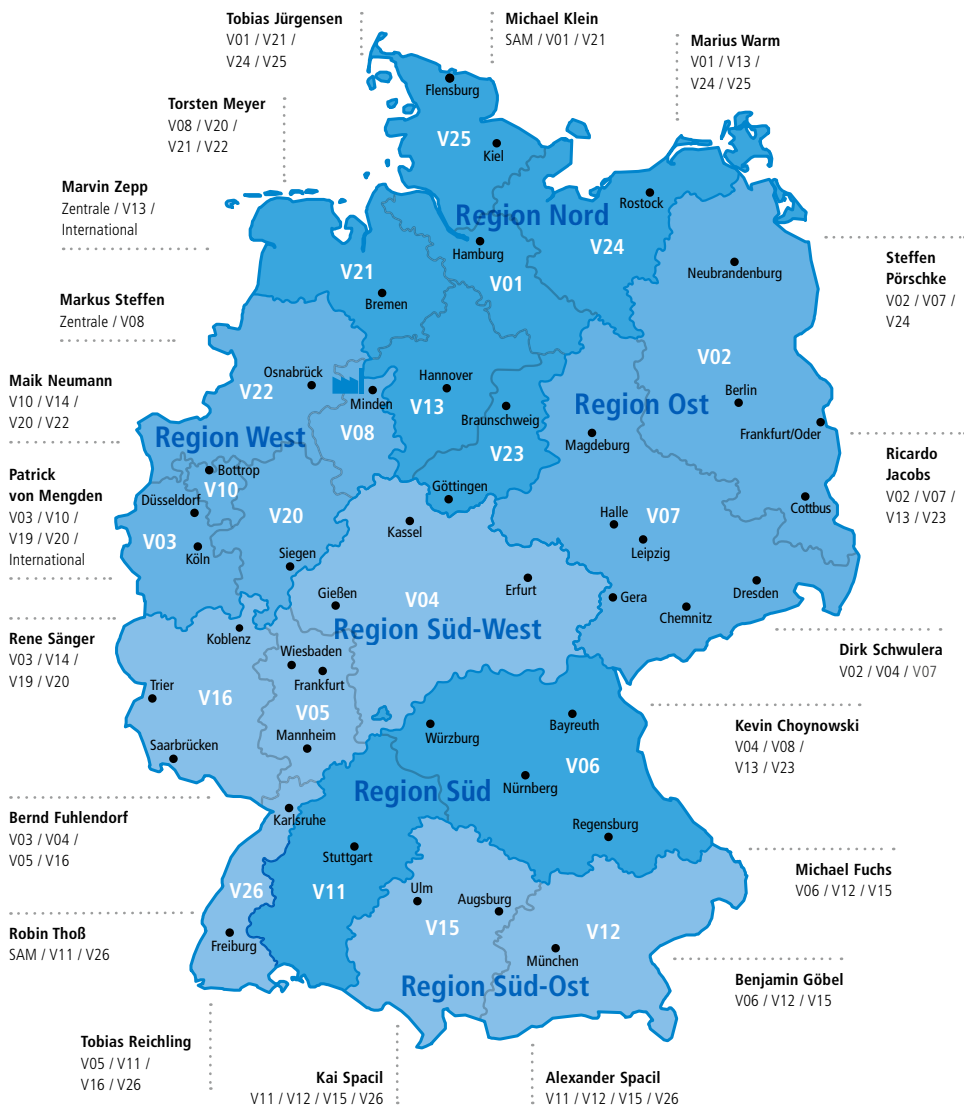 Tobias Jürgensen
V01 / V21 /
V24 / V25
Michael Klein
SAM / V01 / V21
Marius Warm
V01 / V13 /
V24 / V25
Torsten Meyer
V08 / V20 /
V21 / V22
Marvin Zepp
Zentrale / V13 /
International
Markus Steffen
Zentrale / V08
Maik Neumann
V10 / V14 /
V20 / V22
Patrick
von Mengden
V03 / V10 /
V19 / V20 /
International
Rene Sänger
V03 / V14 /
V19 / V20
Bernd Fuhlendorf
V03 / V04 /
V05 / V16
Robin Thoß
SAM / V11 / V26
Tobias Reichling
V05 / V11 /
V16 / V26
Kai Spacil
V11 / V12 / V15 / V26
Alexander Spacil
V11 / V12 / V15 / V26
Benjamin Göbel
V06 / V12 / V15
Michael Fuchs
V06 / V12 / V15
Kevin Choynowski
V04 / V08 /
V13 / V23
Dirk Schwulera
V02 / V04 / V07
Ricardo
Jacobs
V02 / V07 /
V13 / V23
Steffen
Pörschke
V02 / V07 /
V24
Flensburg
V25
Kiel
Region Nord
Rostock
Hamburg
V24
V21
V01
Bremen
Neubrandenburg
V02
Osnabrück
V22
Minden
Hannover
V13
Braunschweig
Region Ost
Berlin
Magdeburg
Frankfurt/Oder
Region West
V08
V23
Bottrop
V10
Göttingen
Düsseldorf
V20
Kassel
Halle
V07
Cottbus
V03
Köln
Leipzig
Siegen
Gießen
V04
Erfurt
Gera
Dresden
Chemnitz
Region Süd-West
Koblenz
Wiesbaden
Frankfurt
Trier
V16
V05
Mannheim
Saarbrücken
Würzburg
Bayreuth
V06
Nürnberg
Region Süd
Karlsruhe
Stuttgart
Regensburg
V26
V11
Ulm
Augsburg
V15
V12
Freiburg
München
Region Süd-Ost